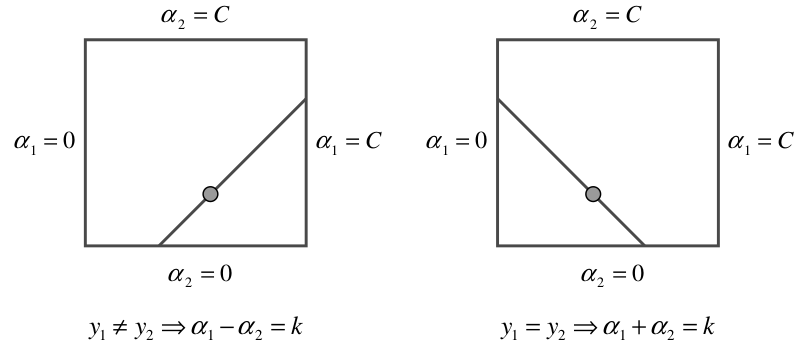 α₂ = C
α₁ = 0
α₁ = C
α₂ = 0
y₁ ≠ y₂ ⇒ α₁ − α₂ = k
α₂ = C
α₁ = 0
α₁ = C
α₂ = 0
y₁ = y₂ ⇒ α₁ + α₂ = k